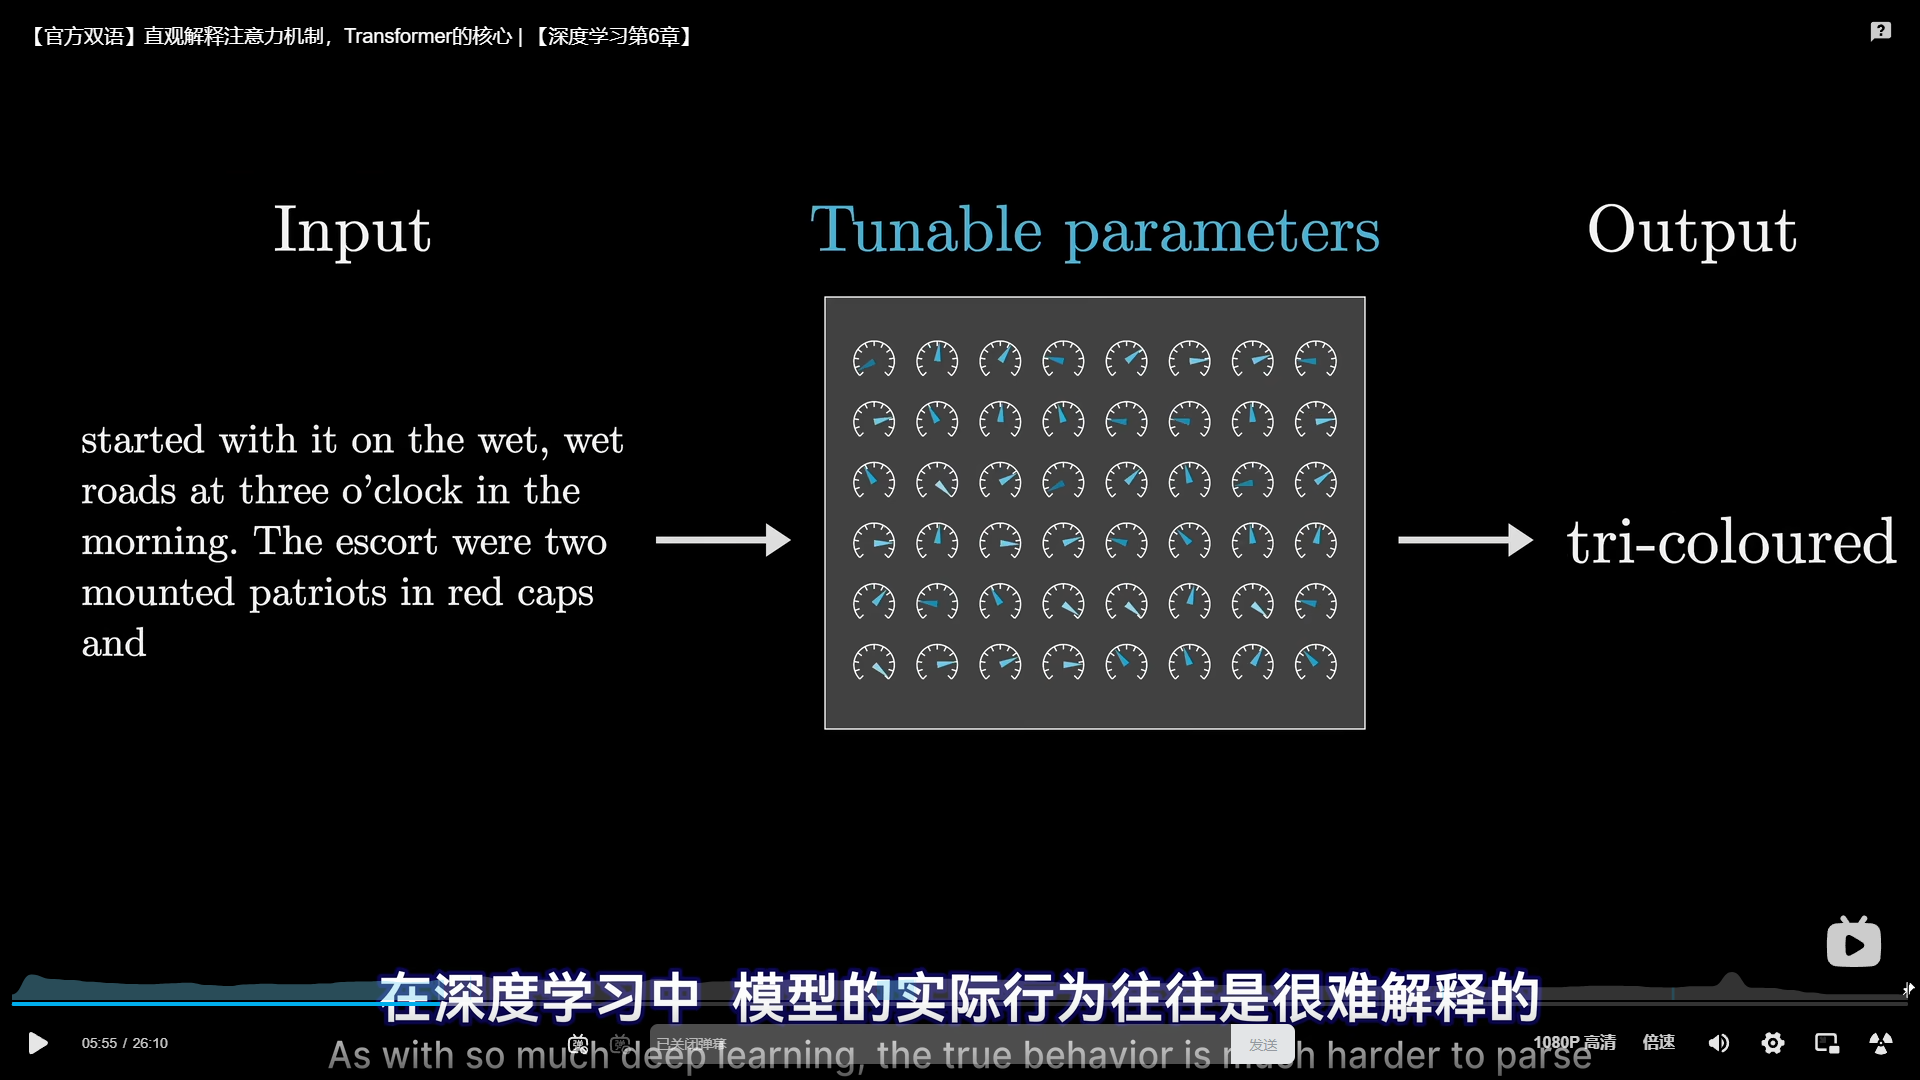 【官方双语】直观解释注意力机制，Transformer的核心 | 【深度学习第6章】
Input
Tunable parameters
Output
started with it on the wet, wet
roads at three o’clock in the
morning. The escort were two
mounted patriots in red caps
and
tri-coloured
在深度学习中 模型的实际行为往往是很难解释的
05:55 / 26:10
已关闭弹幕
发送
1080P 高清
倍速
As with so much deep learning, the true behavior is much harder to parse